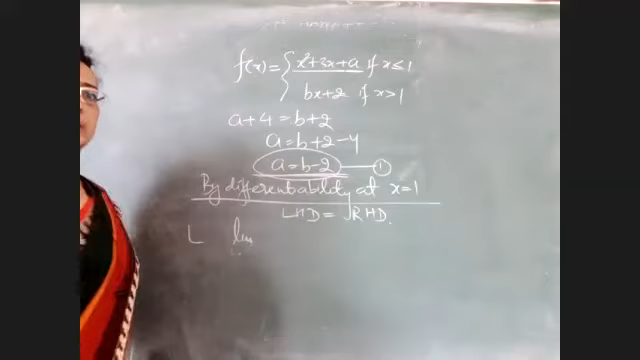 f(x) = { x²+3x+a if x ≤ 1
bx+2 if x > 1
a+4 = b+2
a = b+2-4
a = b-2 — ①
By differentiability at x=1
LHD = RHD.
L lim